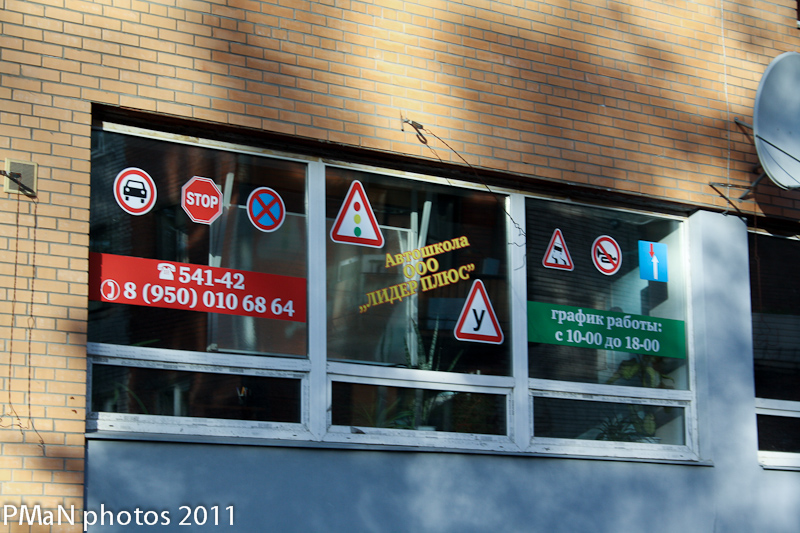 STOP
☎541-42
8 (950) 010 68 64
Автошкола
ООО
„ЛИДЕР ПЛЮС”
У
график работы:
с 10-00 до 18-00
PMaN photos 2011